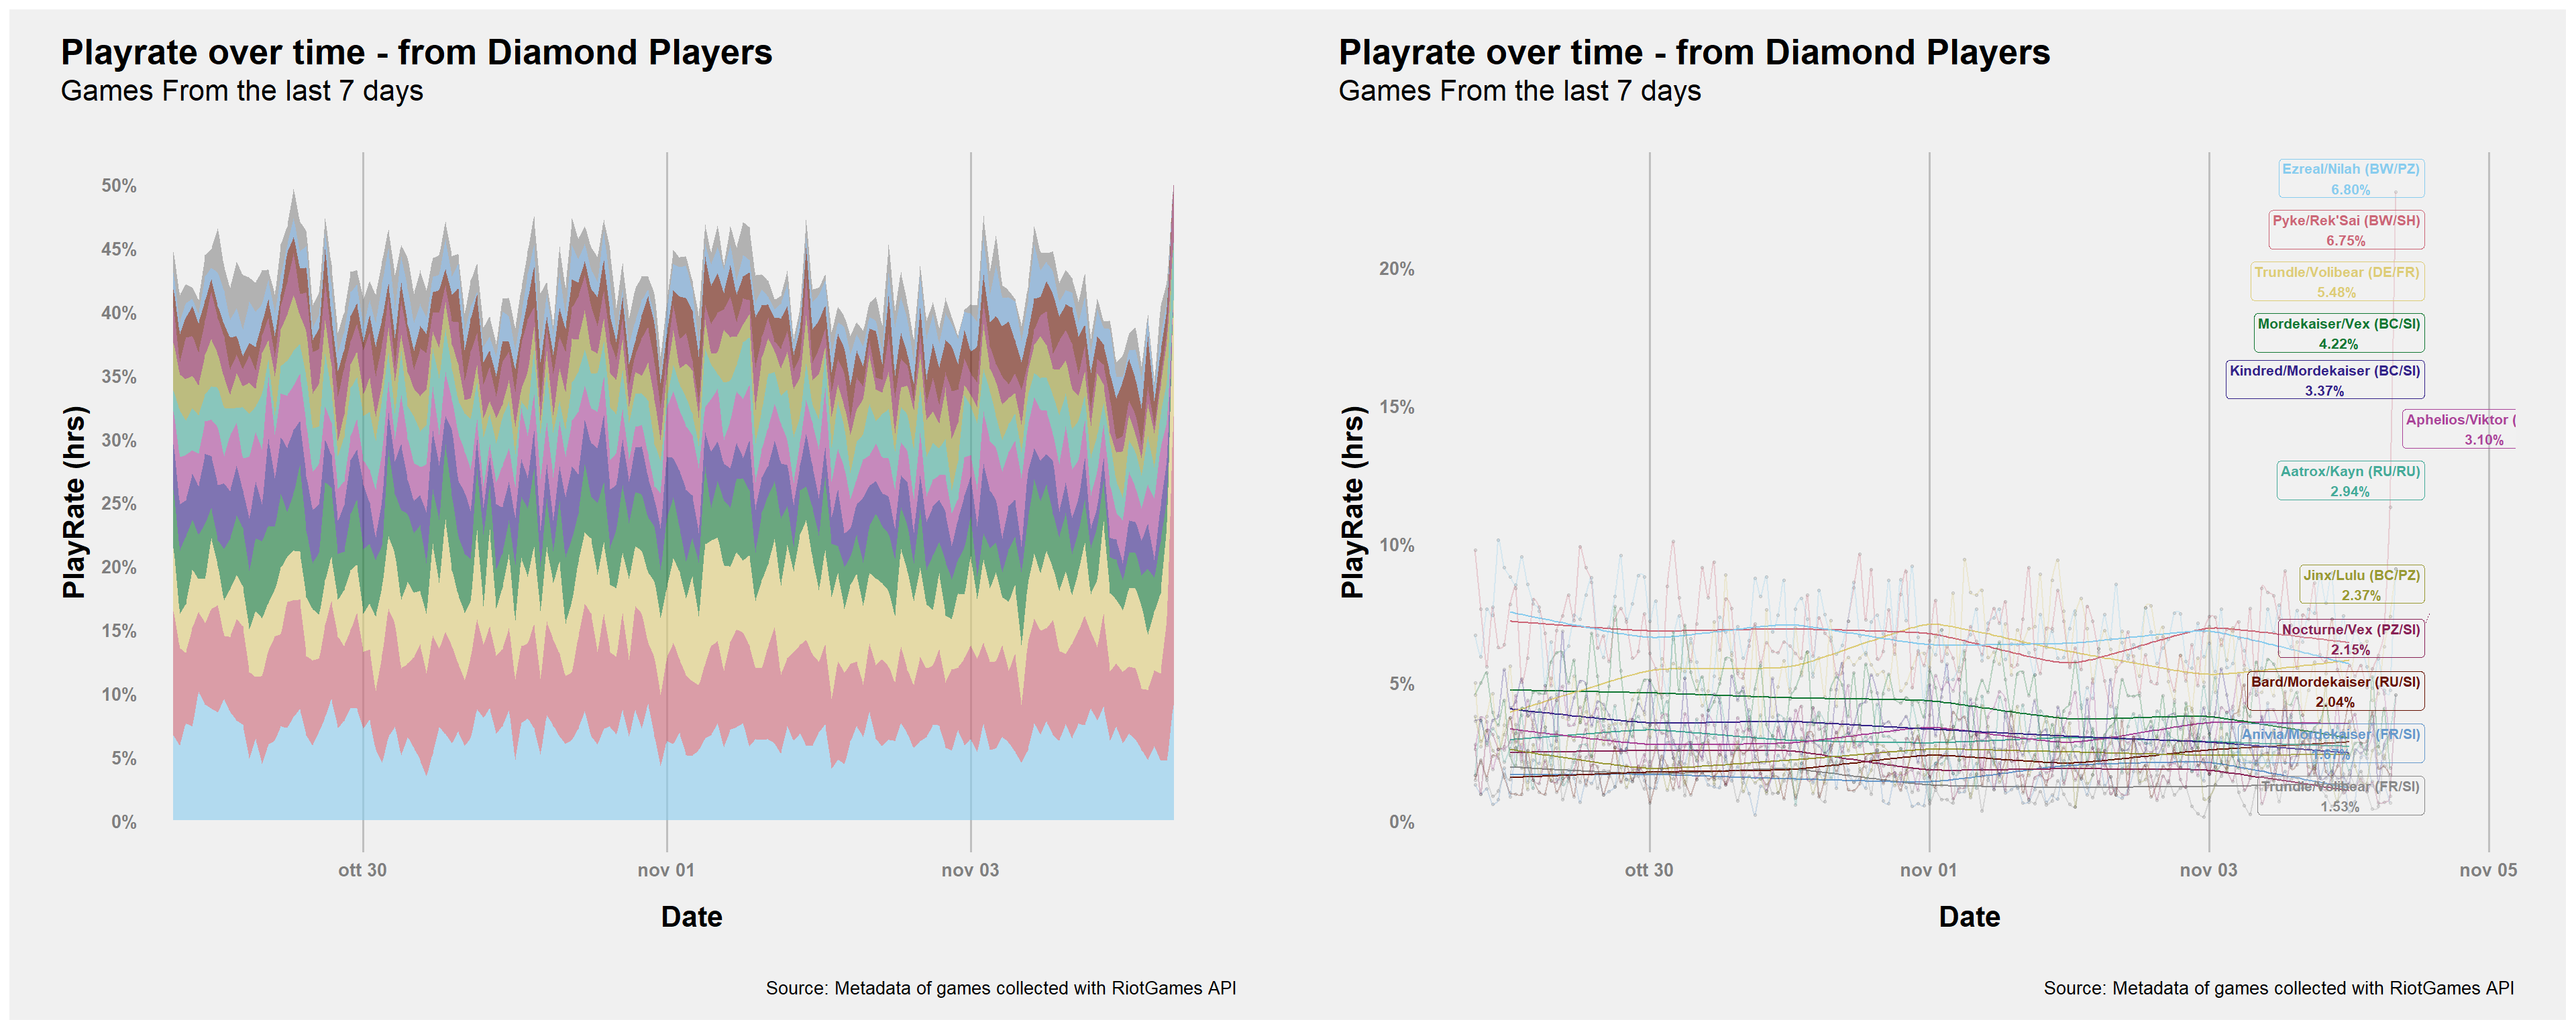 Playrate over time - from Diamond Players
Games From the last 7 days
PlayRate (hrs)
50%
45%
40%
35%
30%
25%
20%
15%
10%
5%
0%
ott 30
nov 01
nov 03
Date
Source: Metadata of games collected with RiotGames API
Playrate over time - from Diamond Players
Games From the last 7 days
PlayRate (hrs)
20%
15%
10%
5%
0%
Ezreal/Nilah (BW/PZ)
6.80%
Pyke/Rek'Sai (BW/SH)
6.75%
Trundle/Volibear (DE/FR)
5.48%
Mordekaiser/Vex (BC/SI)
4.22%
Kindred/Mordekaiser (BC/SI)
3.37%
Aphelios/Viktor (
3.10%
Aatrox/Kayn (RU/RU)
2.94%
Jinx/Lulu (BC/PZ)
2.37%
Nocturne/Vex (PZ/SI)
2.15%
Bard/Mordekaiser (RU/SI)
2.04%
Anivia/Mordekaiser (FR/SI)
1.67%
Trundle/Volibear (FR/SI)
1.53%
ott 30
nov 01
nov 03
nov 05
Date
Source: Metadata of games collected with RiotGames API